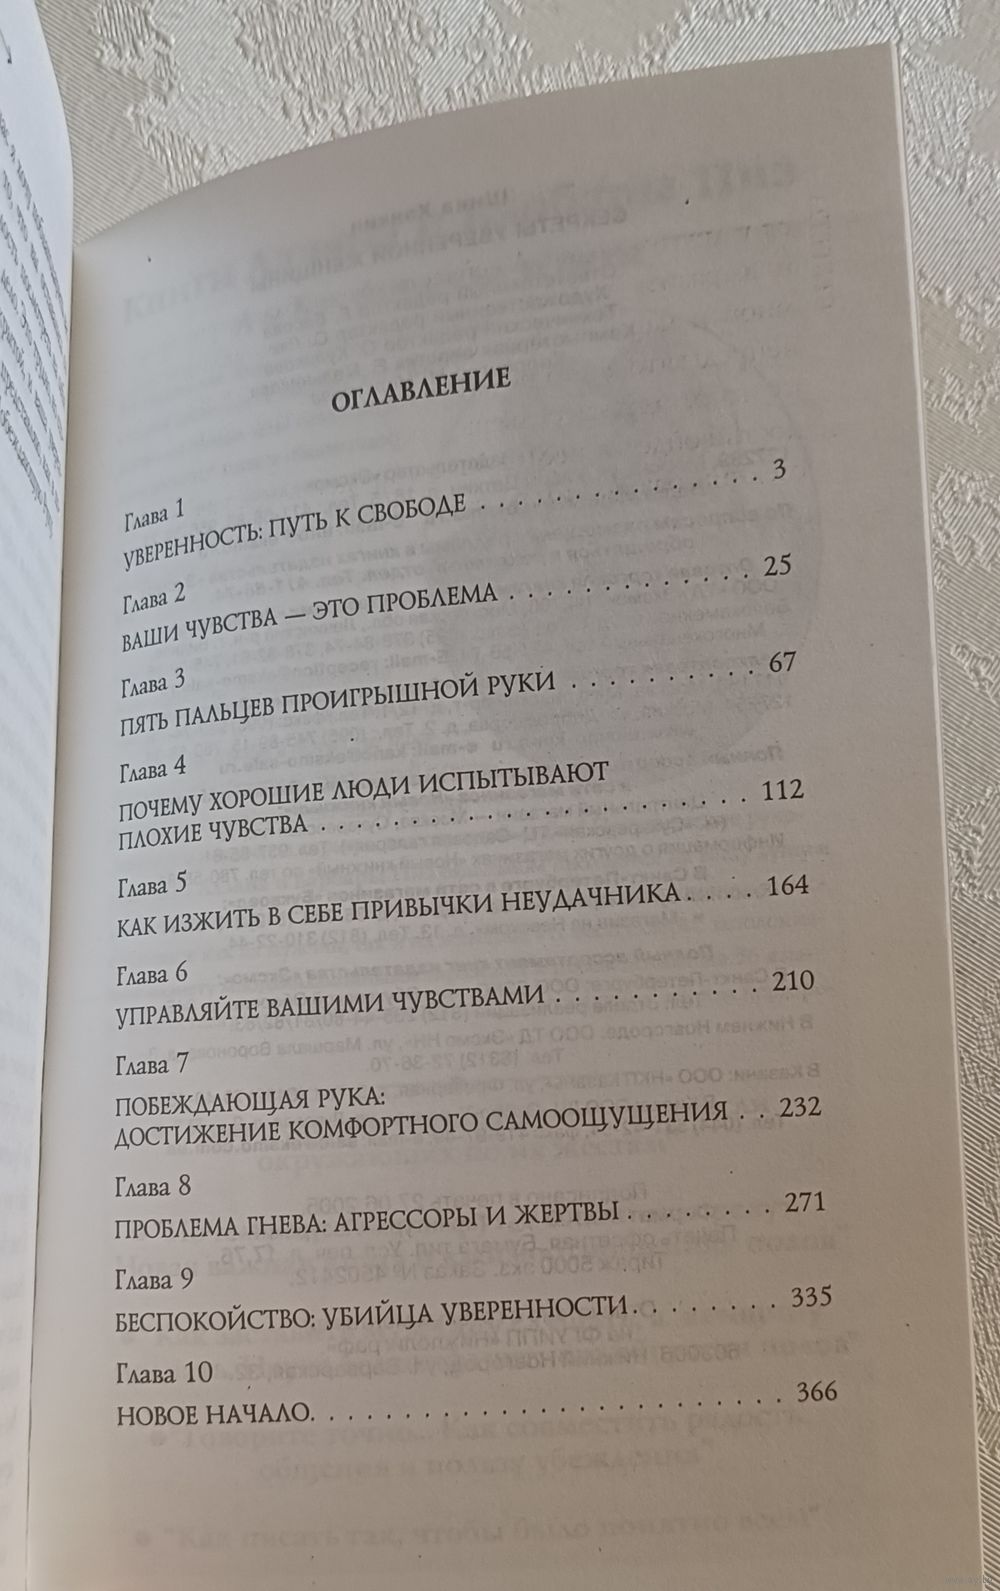 ОГЛАВЛЕНИЕ
Глава 1
УВЕРЕННОСТЬ: ПУТЬ К СВОБОДЕ . . . . . . . . . . . . . . . 3
Глава 2
ВАШИ ЧУВСТВА — ЭТО ПРОБЛЕМА . . . . . . . . . . . . . 25
Глава 3
ПЯТЬ ПАЛЬЦЕВ ПРОИГРЫШНОЙ РУКИ . . . . . . . . . . 67
Глава 4
ПОЧЕМУ ХОРОШИЕ ЛЮДИ ИСПЫТЫВАЮТ
ПЛОХИЕ ЧУВСТВА . . . . . . . . . . . . . . . . . . . . . . 112
Глава 5
КАК ИЗЖИТЬ В СЕБЕ ПРИВЫЧКИ НЕУДАЧНИКА . . . . 164
Глава 6
УПРАВЛЯЙТЕ ВАШИМИ ЧУВСТВАМИ . . . . . . . . . . . 210
Глава 7
ПОБЕЖДАЮЩАЯ РУКА:
ДОСТИЖЕНИЕ КОМФОРТНОГО САМООЩУЩЕНИЯ . . 232
Глава 8
ПРОБЛЕМА ГНЕВА: АГРЕССОРЫ И ЖЕРТВЫ . . . . . . . . 271
Глава 9
БЕСПОКОЙСТВО: УБИЙЦА УВЕРЕННОСТИ . . . . . . . . 335
Глава 10
НОВОЕ НАЧАЛО. . . . . . . . . . . . . . . . . . . . . . . . 366